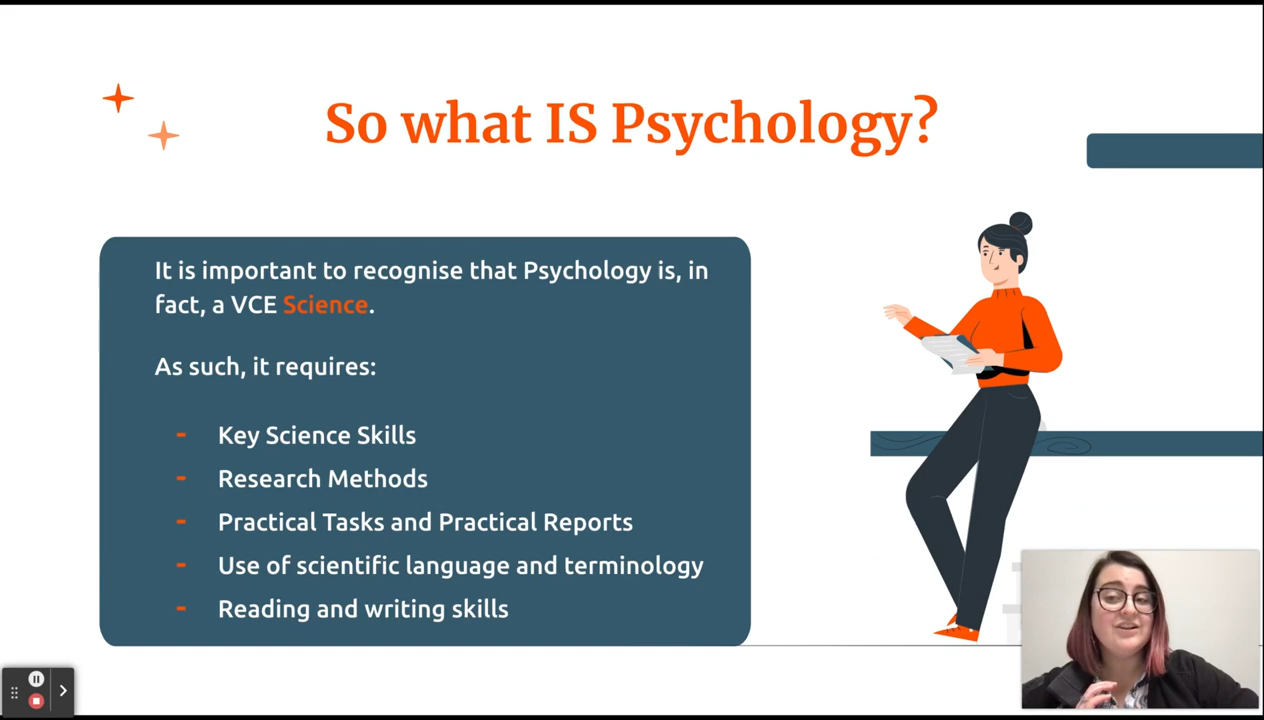 So what IS Psychology?
It is important to recognise that Psychology is, in
fact, a VCE Science.
As such, it requires:
- Key Science Skills
- Research Methods
- Practical Tasks and Practical Reports
- Use of scientific language and terminology
- Reading and writing skills